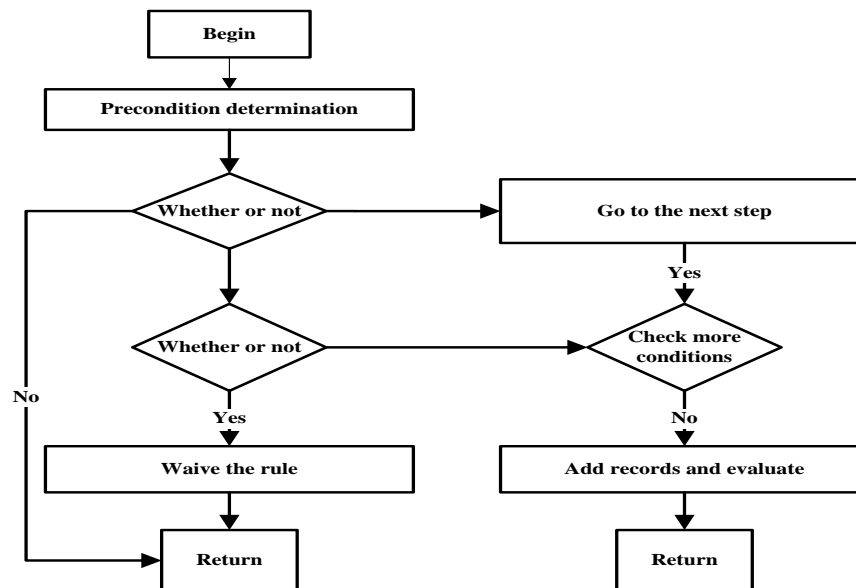 Begin
Precondition determination
Whether or not
Go to the next step
Yes
Whether or not
Check more
conditions
No
Yes
No
Waive the rule
Add records and evaluate
Return
Return